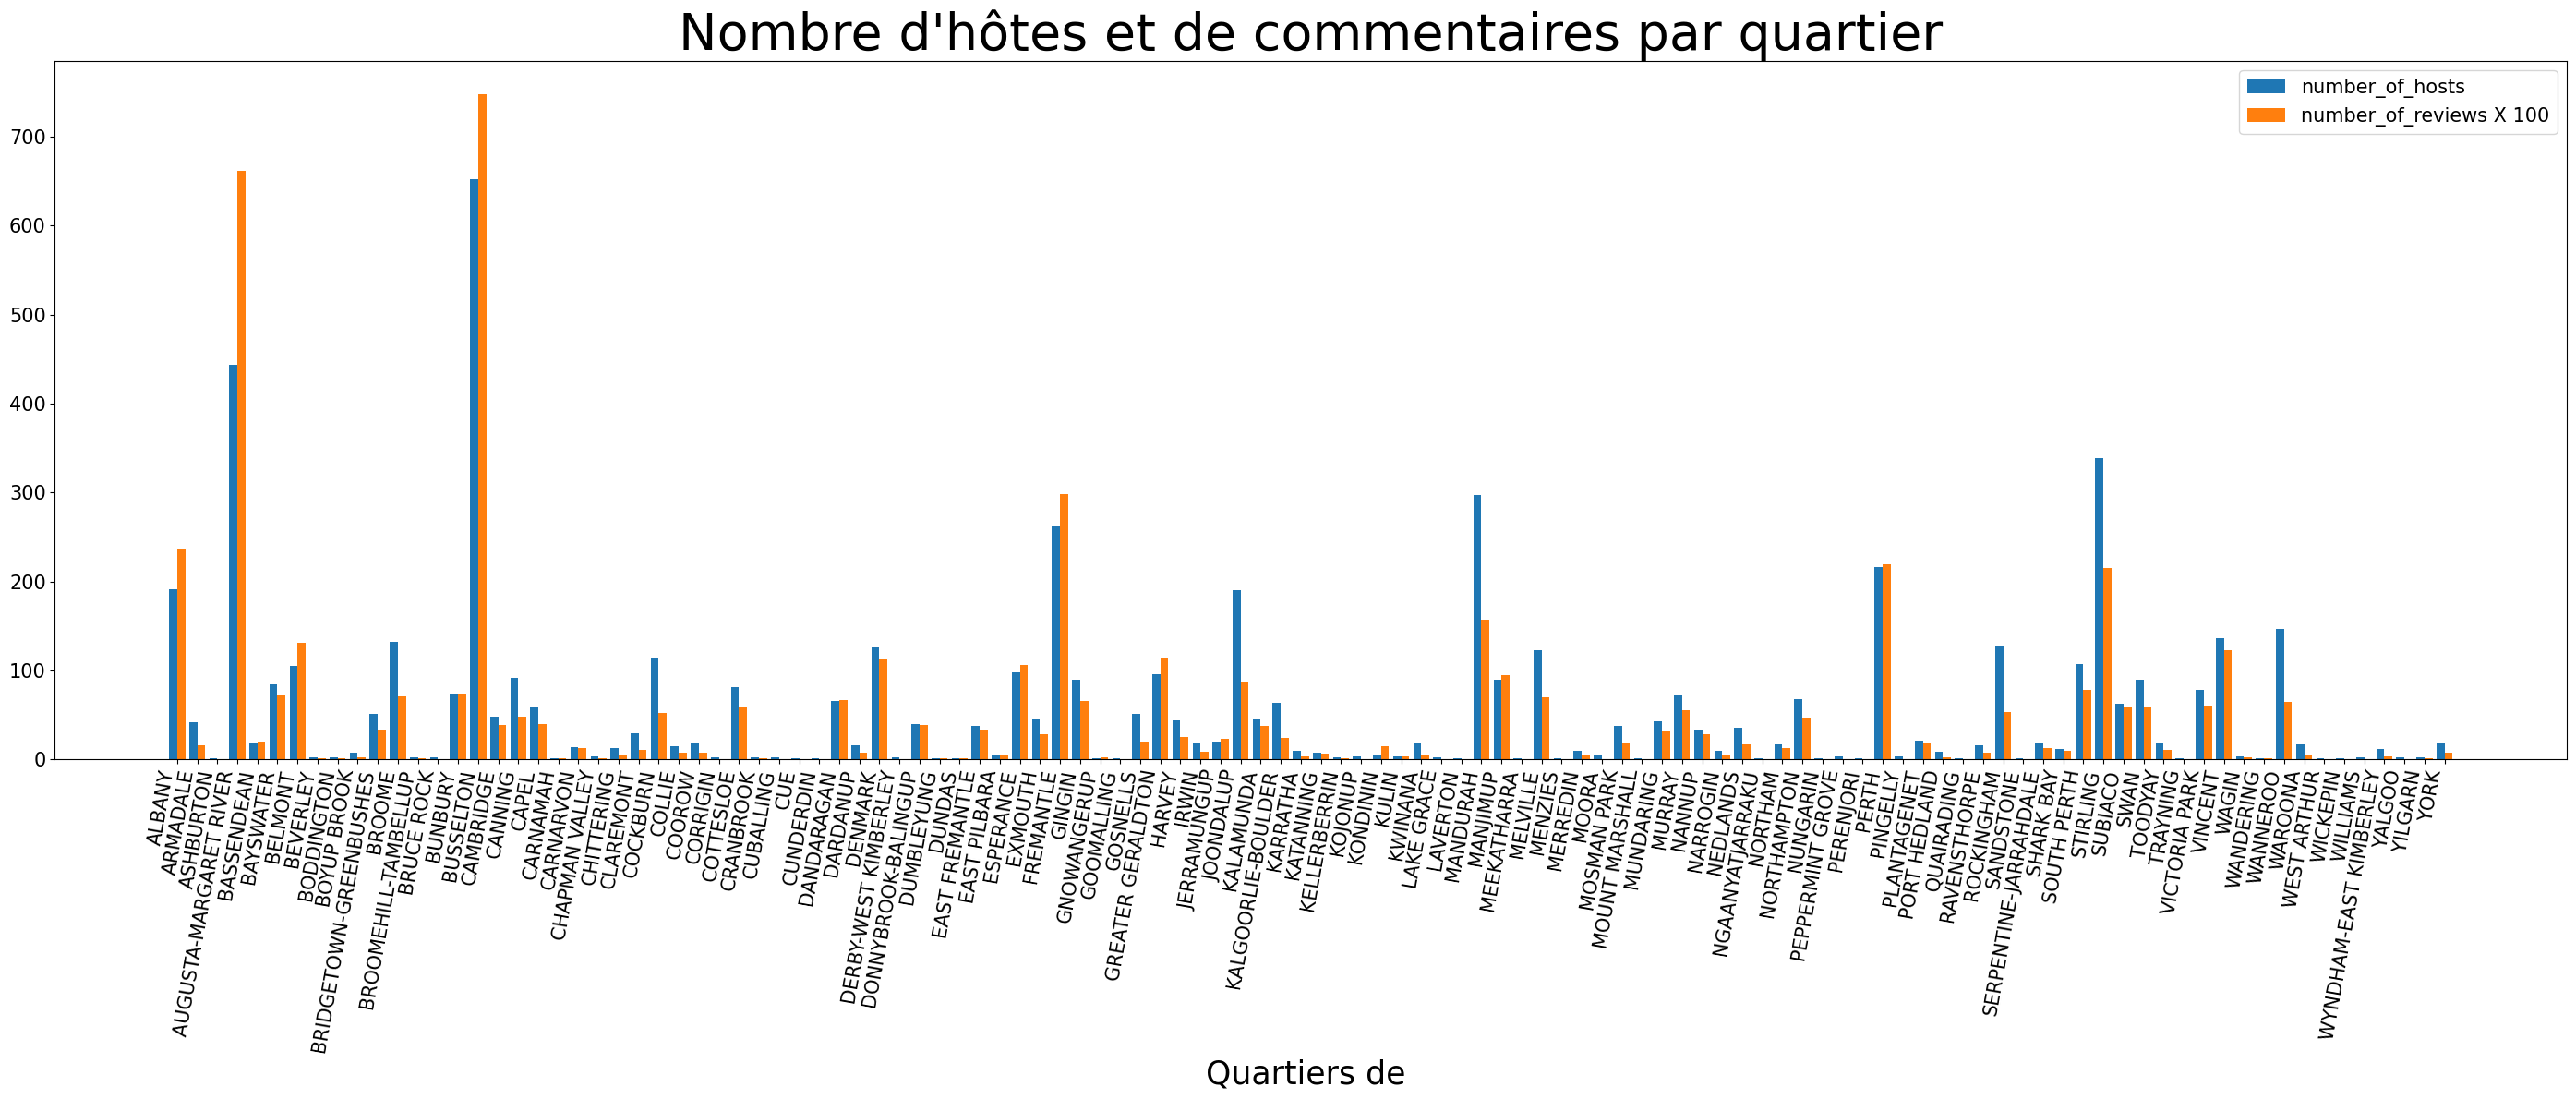 Nombre d'hôtes et de commentaires par quartier
number_of_hosts
number_of_reviews X 100
700
600
500
400
300
200
100
0
ALBANY
ARMADALE
ASHBURTON
AUGUSTA-MARGARET RIVER
BASSENDEAN
BAYSWATER
BELMONT
BEVERLEY
BODDINGTON
BOYUP BROOK
BRIDGETOWN-GREENBUSHES
BROOME
BROOMEHILL-TAMBELLUP
BRUCE ROCK
BUNBURY
BUSSELTON
CAMBRIDGE
CANNING
CAPEL
CARNAMAH
CARNARVON
CHAPMAN VALLEY
CHITTERING
CLAREMONT
COCKBURN
COLLIE
COOROW
CORRIGIN
COTTESLOE
CRANBROOK
CUBALLING
CUE
CUNDERDIN
DANDARAGAN
DARDANUP
DENMARK
DERBY-WEST KIMBERLEY
DONNYBROOK-BALINGUP
DUMBLEYUNG
DUNDAS
EAST FREMANTLE
EAST PILBARA
ESPERANCE
EXMOUTH
FREMANTLE
GINGIN
GNOWANGERUP
GOOMALLING
GOSNELLS
GREATER GERALDTON
HARVEY
IRWIN
JERRAMUNGUP
JOONDALUP
KALAMUNDA
KALGOORLIE-BOULDER
KARRATHA
KATANNING
KELLERBERRIN
KOJONUP
KONDININ
KULIN
KWINANA
LAKE GRACE
LAVERTON
MANDURAH
MANJIMUP
MEEKATHARRA
MELVILLE
MENZIES
MERREDIN
MOORA
MOSMAN PARK
MOUNT MARSHALL
MUNDARING
MURRAY
NANNUP
NARROGIN
NEDLANDS
NGAANYATJARRAKU
NORTHAM
NORTHAMPTON
NUNGARIN
PEPPERMINT GROVE
PERENJORI
PERTH
PINGELLY
PLANTAGENET
PORT HEDLAND
QUAIRADING
RAVENSTHORPE
ROCKINGHAM
SANDSTONE
SERPENTINE-JARRAHDALE
SHARK BAY
SOUTH PERTH
STIRLING
SUBIACO
SWAN
TOODYAY
TRAYNING
VICTORIA PARK
VINCENT
WAGIN
WANDERING
WANNEROO
WAROONA
WEST ARTHUR
WICKEPIN
WILLIAMS
WYNDHAM-EAST KIMBERLEY
YALGOO
YILGARN
YORK
Quartiers de